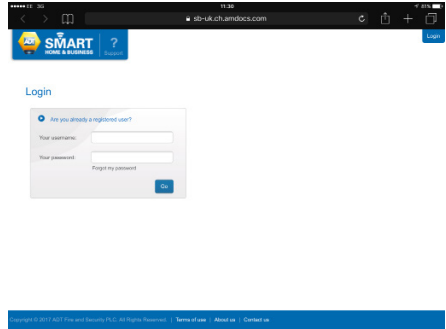 EE 3G 11:30 81%
sb-uk.ch.amdocs.com
Login
ADT SMART
HOME & BUSINESS
?
Support
Login
Are you already a registered user?
Your username:
Your password:
Forgot my password
Go
Copyright © 2017 ADT Fire and Security PLC. All Rights Reserved. | Terms of use | About us | Contact us